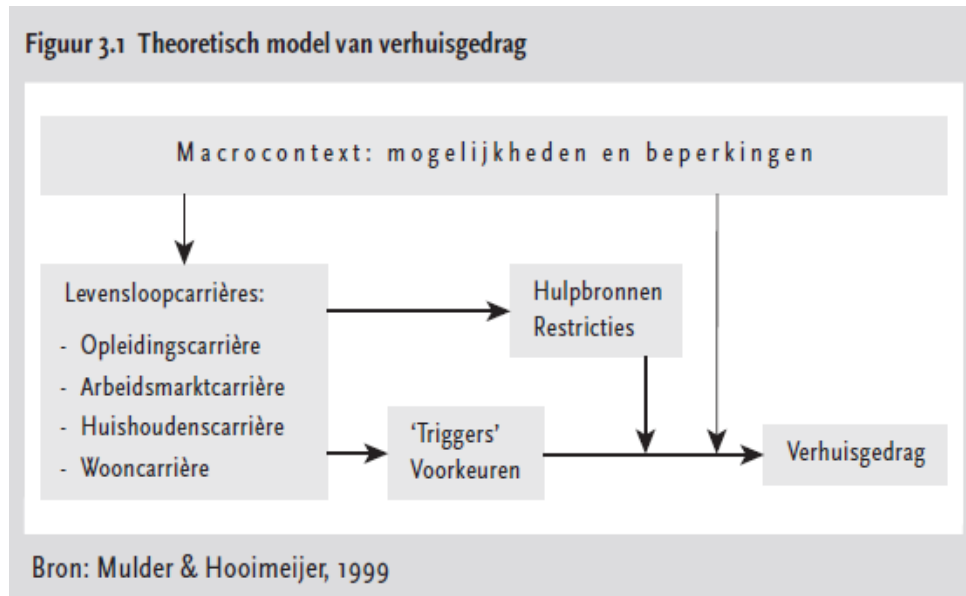 Figuur 3.1 Theoretisch model van verhuisgedrag
Macrocontext: mogelijkheden en beperkingen
Levensloopcarrières:
- Opleidingscarrière
- Arbeidsmarktcarrière
- Huishoudenscarrière
- Wooncarrière
Hulpbronnen
Restricties
‘Triggers’
Voorkeuren
Verhuisgedrag
Bron: Mulder & Hooimeijer, 1999